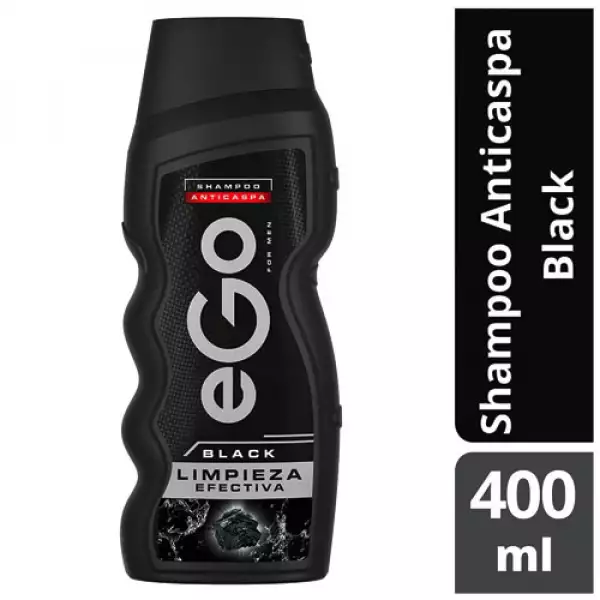 SHAMPOO
ANTICASPA
eGo
FOR MEN
BLACK
LIMPIEZA
EFECTIVA
Shampoo Anticaspa
Black
400
ml